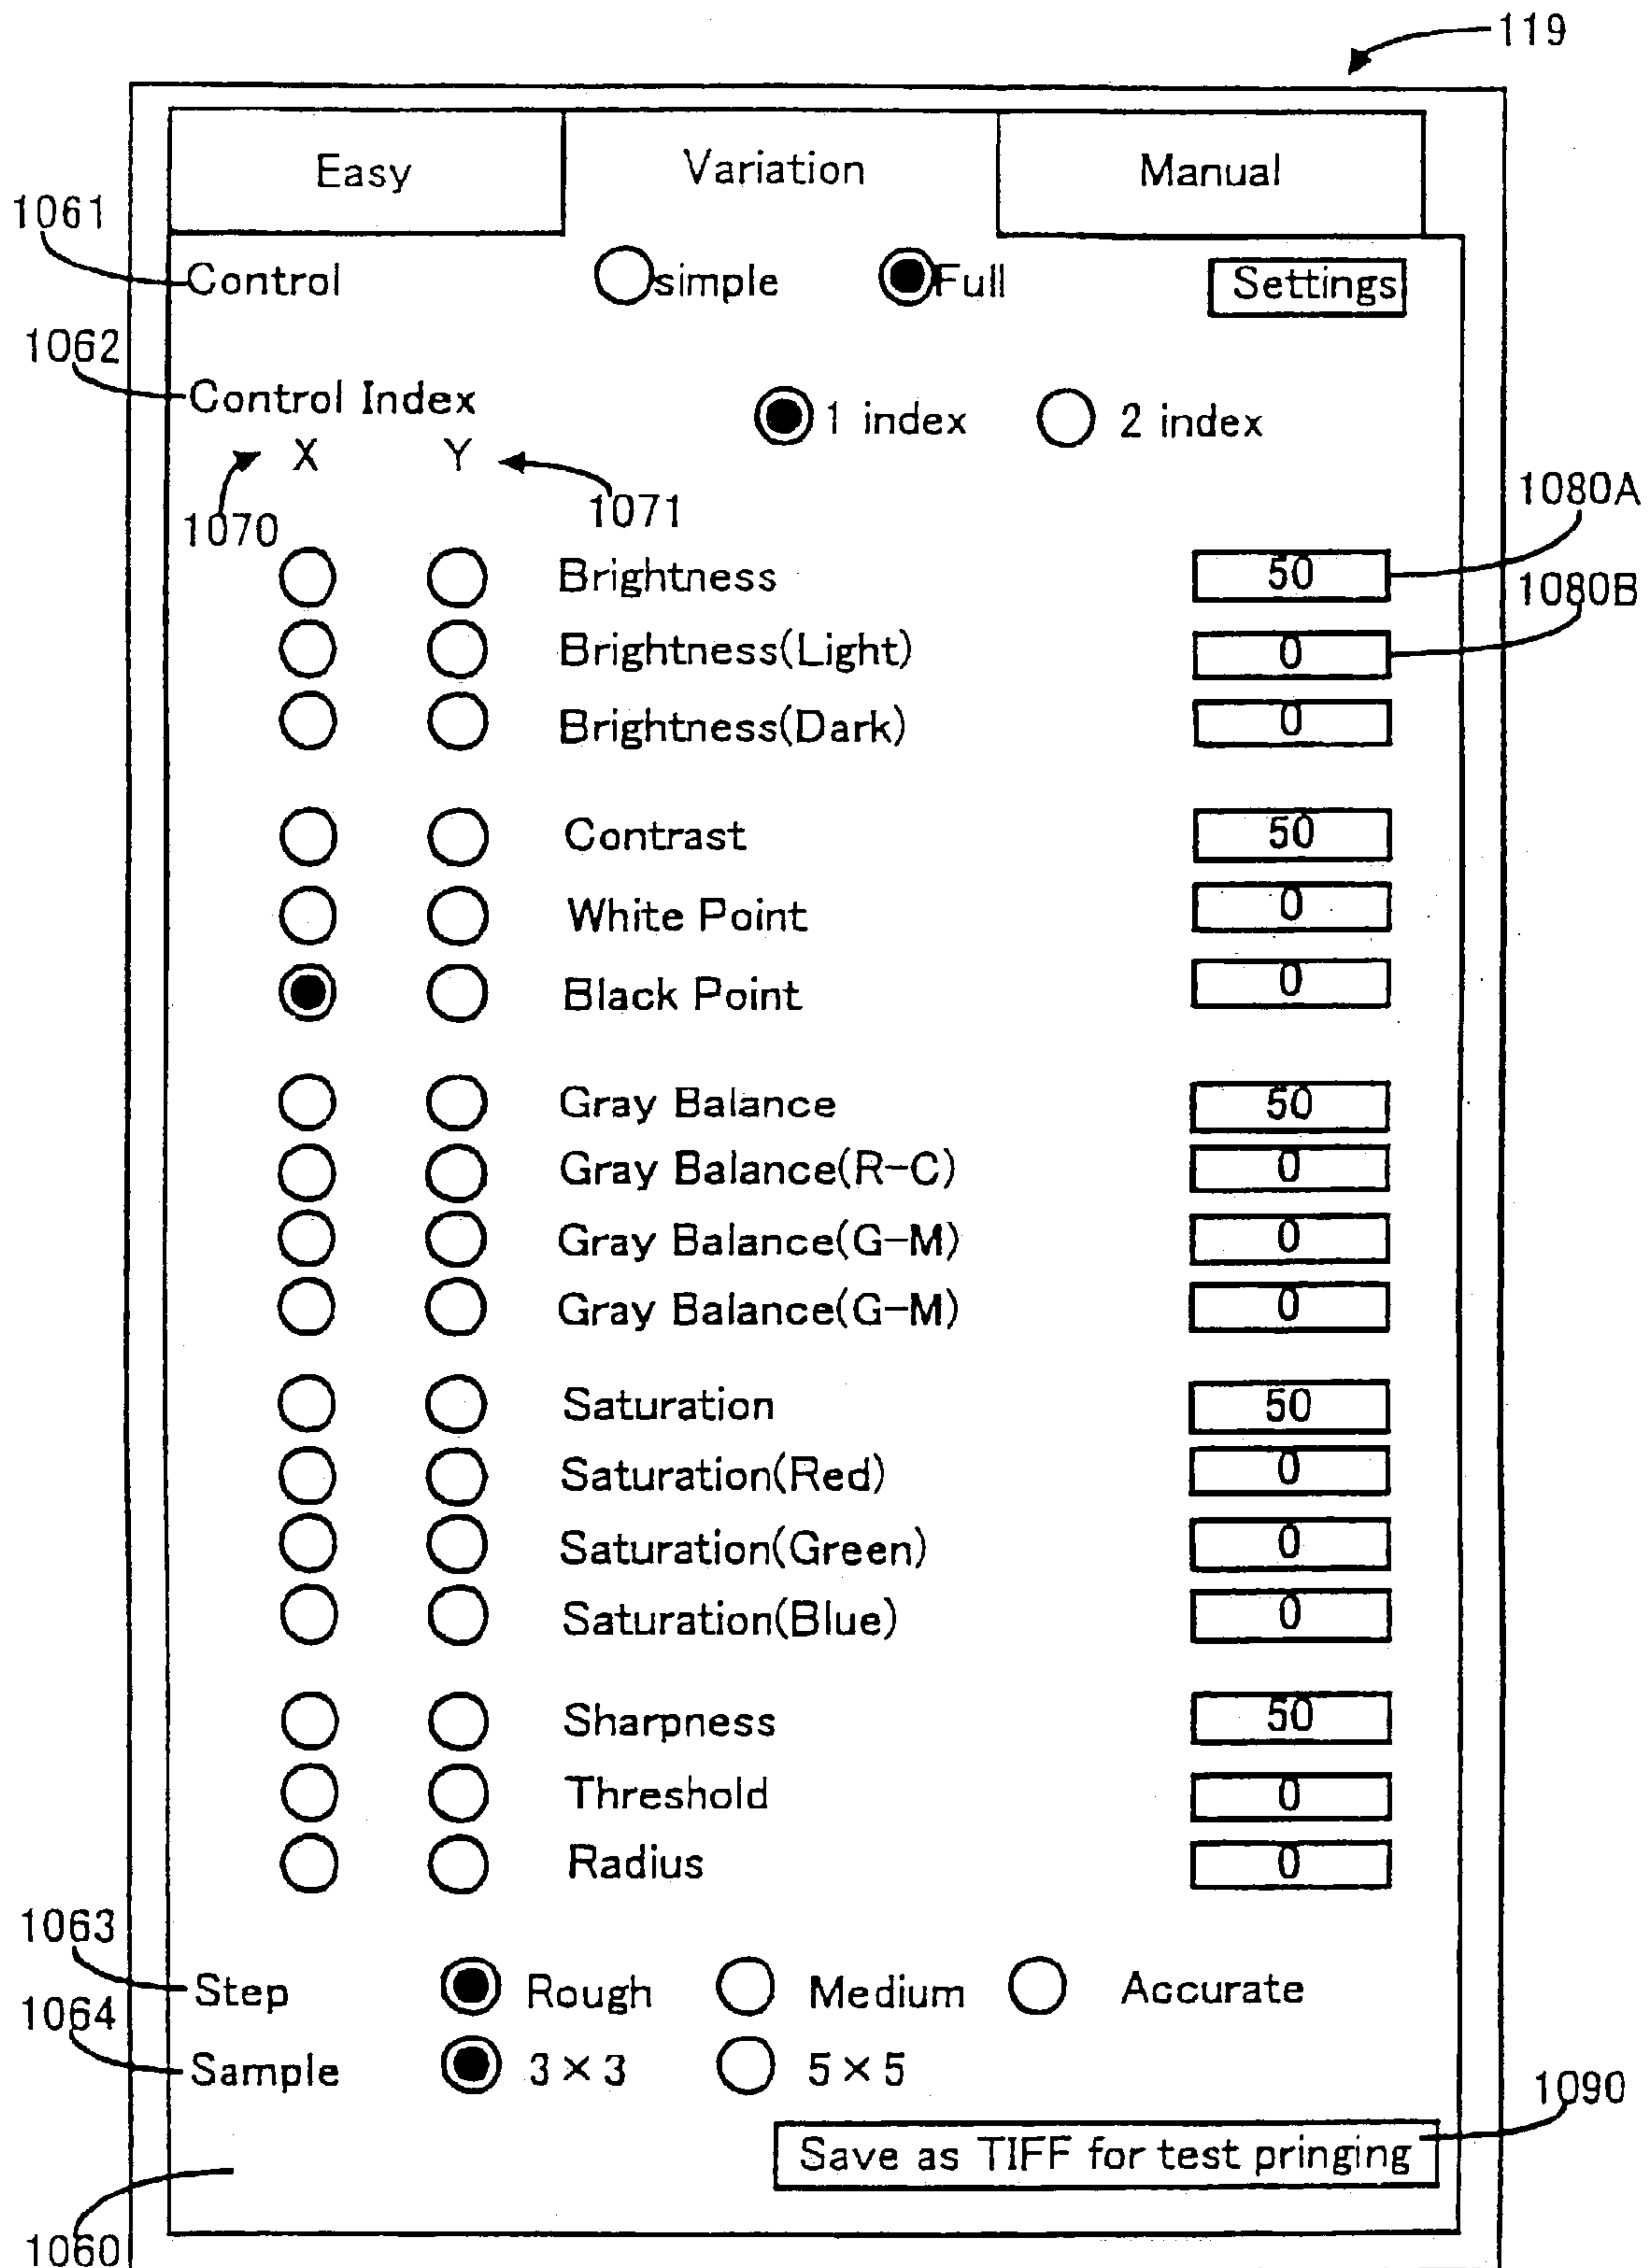 119
Easy Variation Manual
1061
Control simple Full Settings
1062
Control Index 1 index 2 index
X Y
1070 1071
1080A
Brightness 50
1080B
Brightness(Light) 0
Brightness(Dark) 0
Contrast 50
White Point 0
Black Point 0
Gray Balance 50
Gray Balance(R-C) 0
Gray Balance(G-M) 0
Gray Balance(G-M) 0
Saturation 50
Saturation(Red) 0
Saturation(Green) 0
Saturation(Blue) 0
Sharpness 50
Threshold 0
Radius 0
1063
Step Rough Medium Accurate
1064
Sample 3×3 5×5
1090
Save as TIFF for test pringing
1060